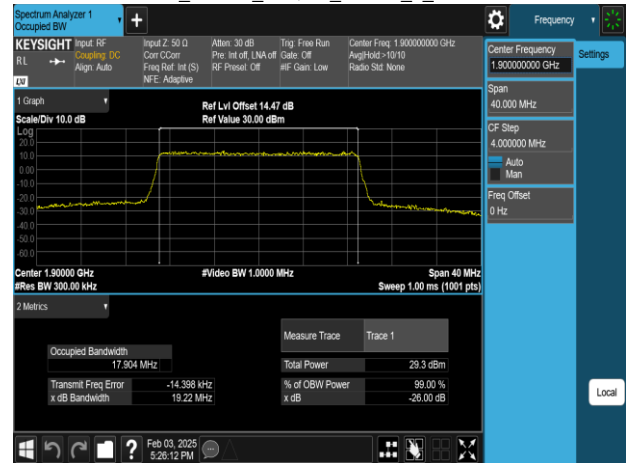 Spectrum Analyzer 1
Occupied BW
Frequency
KEYSIGHT
RL
LXI
Input: RF
Coupling: DC
Align: Auto
Input Z: 50 Ω
Corr CCorr
Freq Ref: Int (S)
NFE: Adaptive
Atten: 30 dB
Pre: Int off, LNA off
RF Presel: Off
Trig: Free Run
Gate: Off
#IF Gain: Low
Center Freq: 1.900000000 GHz
Avg|Hold:>10/10
Radio Std: None
Center Frequency
1.900000000 GHz
Settings
Span
40.000 MHz
CF Step
4.000000 MHz
Auto
Man
Freq Offset
0 Hz
Local
1 Graph
Scale/Div 10.0 dB
Ref Lvl Offset 14.47 dB
Ref Value 30.00 dBm
Log
20.0
10.0
0.00
-10.0
-20.0
-30.0
-40.0
-50.0
-60.0
Center 1.90000 GHz
#Res BW 300.00 kHz
#Video BW 1.0000 MHz
Span 40 MHz
Sweep 1.00 ms (1001 pts)
2 Metrics
Measure Trace Trace 1
Occupied Bandwidth
17.904 MHz
Total Power 29.3 dBm
Transmit Freq Error -14.398 kHz
% of OBW Power 99.00 %
x dB Bandwidth 19.22 MHz
x dB -26.00 dB
?
Feb 03, 2025
5:26:12 PM